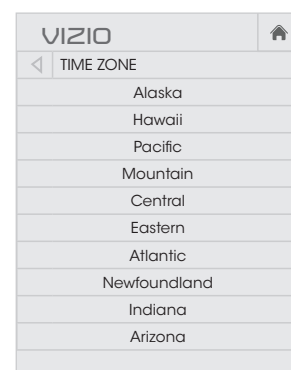 VIZIO
TIME ZONE
Alaska
Hawaii
Pacific
Mountain
Central
Eastern
Atlantic
Newfoundland
Indiana
Arizona